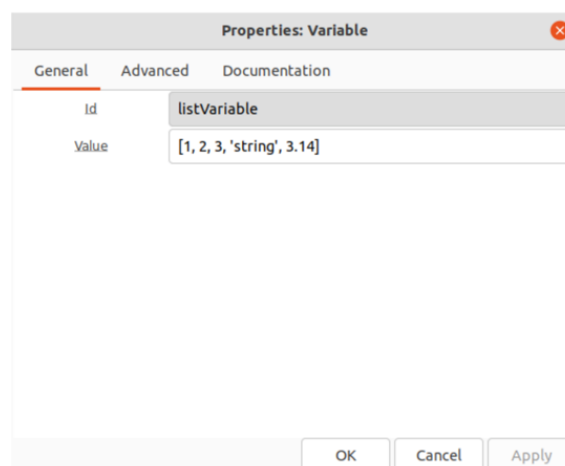 Properties: Variable
General Advanced Documentation
Id listVariable
Value [1, 2, 3, 'string', 3.14]
OK Cancel Apply